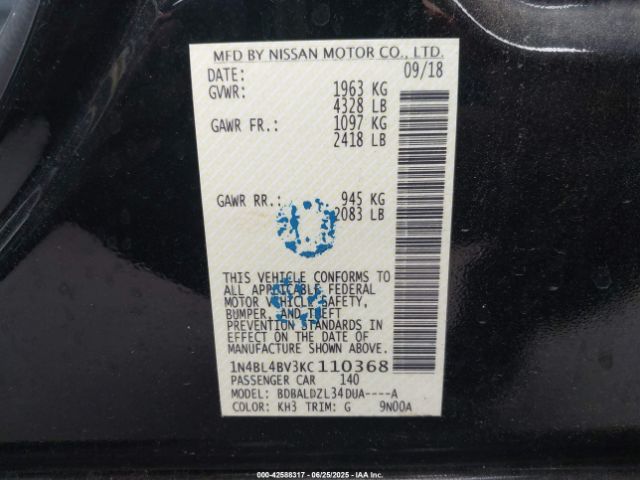 MFD BY NISSAN MOTOR CO., LTD.
DATE: 09/18
GVWR: 1963 KG
4328 LB
GAWR FR.: 1097 KG
2418 LB
GAWR RR.: 945 KG
2083 LB
THIS VEHICLE CONFORMS TO
ALL APPLICABLE FEDERAL
MOTOR VEHICLE SAFETY,
BUMPER, AND THEFT
PREVENTION STANDARDS IN
EFFECT ON THE DATE OF
MANUFACTURE SHOWN ABOVE.
1N4BL4BV3KC110368
PASSENGER CAR 140
MODEL: BDBALDZL34DUA----A
COLOR: KH3 TRIM: G 9N00A
000-42588317 - 06/25/2025 - IAAI.COM